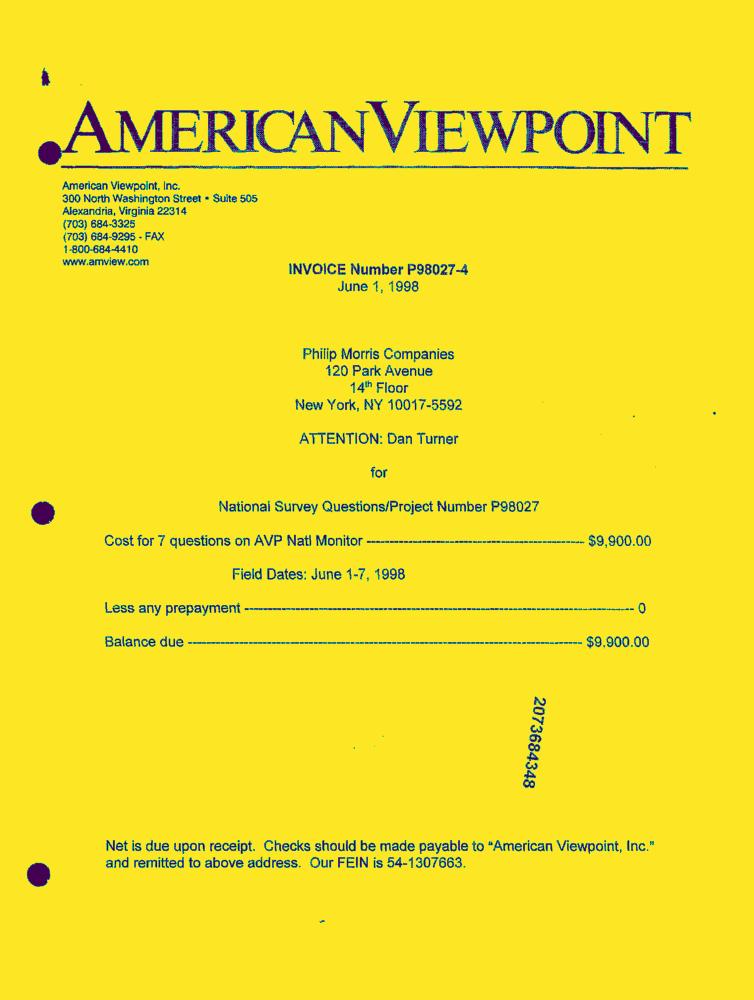 AMERICANVIEWPOINT
American Viewpoint, Inc.
300 North Washington Street • Suite 505
Alexandria, Virginia 22314
(703) 684-3325
(703) 684-9295 - FAX
1-800-684-4410
www.amview.com
INVOICE Number P98027-4
June 1, 1998
Philip Morris Companies
120 Park Avenue
14th Floor
New York, NY 10017-5592
ATTENTION: Dan Turner
for
National Survey Questions/Project Number P98027
Cost for 7 questions on AVP Natl Monitor ---------------------------------------- $9,900.00
Field Dates: June 1-7, 1998
Less any prepayment ---------------------------------------------------------------------- 0
Balance due ---------------------------------------------------------------------- $9,900.00
2073684348
Net is due upon receipt. Checks should be made payable to "American Viewpoint, Inc."
and remitted to above address. Our FEIN is 54-1307663.